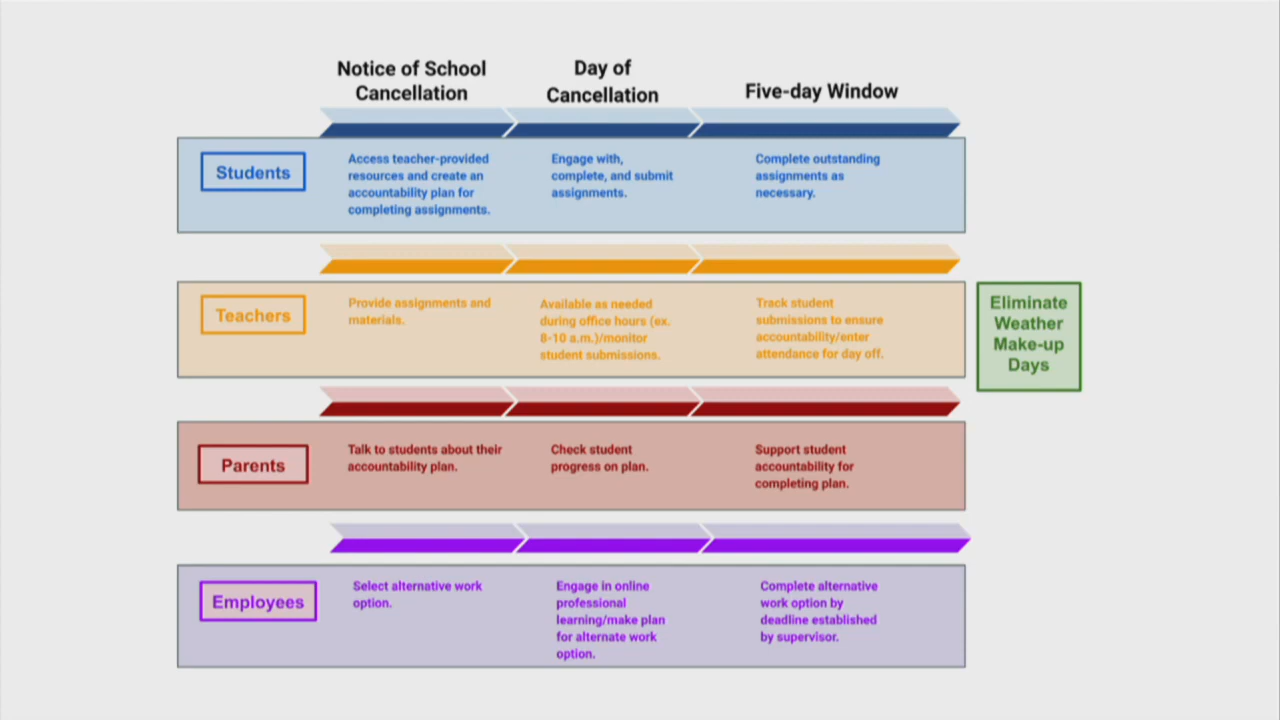 Notice of School
Cancellation
Day of
Cancellation
Five-day Window
Students
Access teacher-provided
resources and create an
accountability plan for
completing assignments.
Engage with,
complete, and submit
assignments.
Complete outstanding
assignments as
necessary.
Teachers
Provide assignments and
materials.
Available as needed
during office hours (ex.
8-10 a.m.)/monitor
student submissions.
Track student
submissions to ensure
accountability/enter
attendance for day off.
Eliminate
Weather
Make-up
Days
Parents
Talk to students about their
accountability plan.
Check student
progress on plan.
Support student
accountability for
completing plan.
Employees
Select alternative work
option.
Engage in online
professional
learning/make plan
for alternate work
option.
Complete alternative
work option by
deadline established
by supervisor.